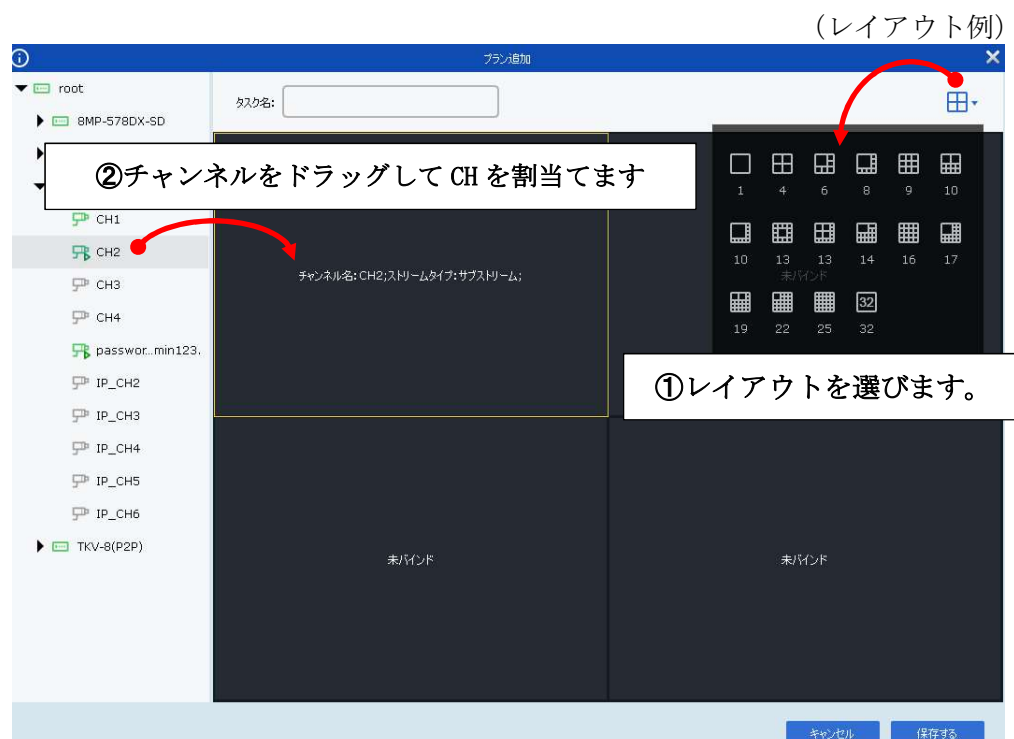 (レイアウト例)
プラン追加
root
タスク名:
8MP-578DX-SD
②チャンネルをドラッグして CH を割当てます
1 4 6 8 9 10
CH1
CH2
チャンネル名:CH2;ストリームタイプ:サブストリーム;
10 13 13 14 16 17
未バインド
CH3
32
19 22 25 32
CH4
passwor...min123.
①レイアウトを選びます。
IP_CH2
IP_CH3
IP_CH4
IP_CH5
IP_CH6
TKV-8(P2P)
未バインド
未バインド
キャンセル
保存する